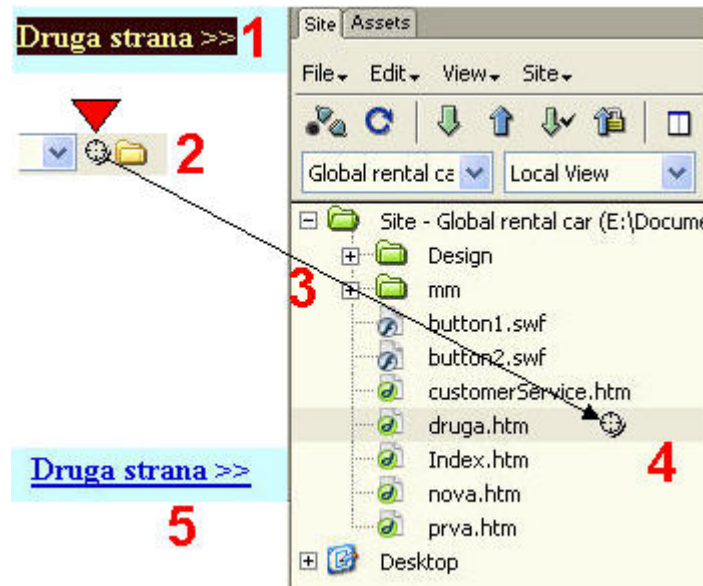 Druga strana >> 1
2
3
Druga strana >>
5
Site Assets
File Edit View Site
Global rental ca Local View
Site - Global rental car (E:\Docume
Design
mm
button1.swf
button2.swf
customerService.htm
druga.htm
4
Index.htm
nova.htm
prva.htm
Desktop